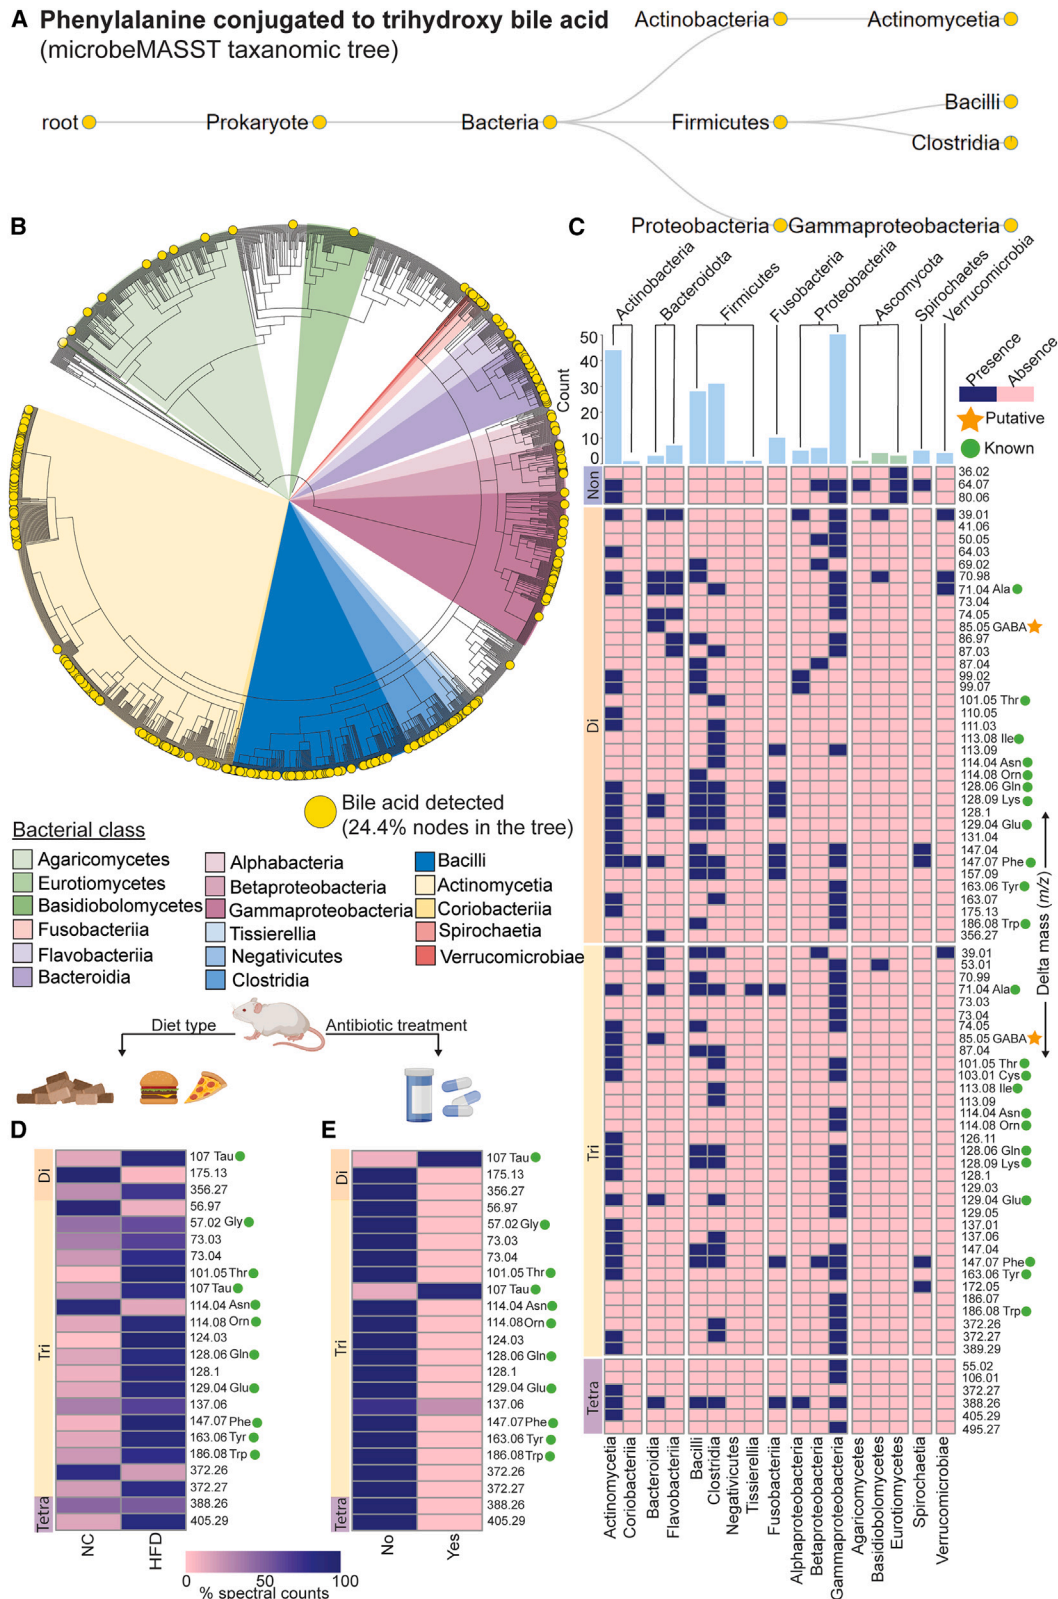 A Phenylalanine conjugated to trihydroxy bile acid
(microbeMASST taxanomic tree)
root
Prokaryote
Bacteria
Actinobacteria
Actinomycetia
Firmicutes
Bacilli
Clostridia
Proteobacteria
Gammaproteobacteria
B
Bile acid detected
(24.4% nodes in the tree)
Bacterial class
Agaricomycetes
Eurotiomycetes
Basidiobolomycetes
Fusobacteriia
Flavobacteriia
Bacteroidia
Alphabacteria
Betaproteobacteria
Gammaproteobacteria
Tissierellia
Negativicutes
Clostridia
Bacilli
Actinomycetia
Coriobacteriia
Spirochaetia
Verrucomicrobiae
C
Actinobacteria
Bacteroidota
Firmicutes
Fusobacteria
Proteobacteria
Ascomycota
Spirochaetes
Verrucomicrobia
Count
50
40
30
20
10
0
Presence
Absence
Putative
Known
Non
36.02
64.07
80.06
Di
39.01
41.06
50.05
64.03
69.02
70.98
71.04 Ala
73.04
74.05
85.05 GABA
86.97
87.03
87.04
99.02
99.07
101.05 Thr
110.05
111.03
113.08 Ile
113.09
114.04 Asn
114.08 Orn
128.06 Gln
128.09 Lys
128.1
129.04 Glu
131.04
147.04
147.07 Phe
157.09
163.06 Tyr
163.07
175.13
186.08 Trp
356.27
Tri
39.01
53.01
70.99
71.04 Ala
73.03
73.04
74.05
85.05 GABA
87.04
101.05 Thr
103.01 Cys
113.08 Ile
113.09
114.04 Asn
114.08 Orn
126.11
128.06 Gln
128.09 Lys
128.1
129.03
129.04 Glu
129.05
137.01
137.06
147.04
147.07 Phe
163.06 Tyr
172.05
186.07
186.08 Trp
372.26
372.27
389.29
Tetra
55.02
106.01
372.27
388.26
405.29
495.27
Delta mass (m/z)
Actinomycetia
Coriobacteriia
Bacteroidia
Flavobacteriia
Bacilli
Clostridia
Negativicutes
Tissierellia
Fusobacteriia
Alphaproteobacteria
Betaproteobacteria
Gammaproteobacteria
Agaricomycetes
Basidiobolomycetes
Eurotiomycetes
Spirochaetia
Verrucomicrobiae
Diet type
Antibiotic treatment
D
Di
Tri
Tetra
107 Tau
175.13
356.27
56.97
57.02 Gly
73.03
73.04
101.05 Thr
107 Tau
114.04 Asn
114.08 Orn
124.03
128.06 Gln
128.1
129.04 Glu
137.06
147.07 Phe
163.06 Tyr
186.08 Trp
372.26
372.27
388.26
405.29
NC
HFD
E
Di
Tri
Tetra
107 Tau
175.13
356.27
56.97
57.02 Gly
73.03
73.04
101.05 Thr
107 Tau
114.04 Asn
114.08 Orn
124.03
128.06 Gln
128.1
129.04 Glu
137.06
147.07 Phe
163.06 Tyr
186.08 Trp
372.26
372.27
388.26
405.29
No
Yes
0
50
100
% spectral counts